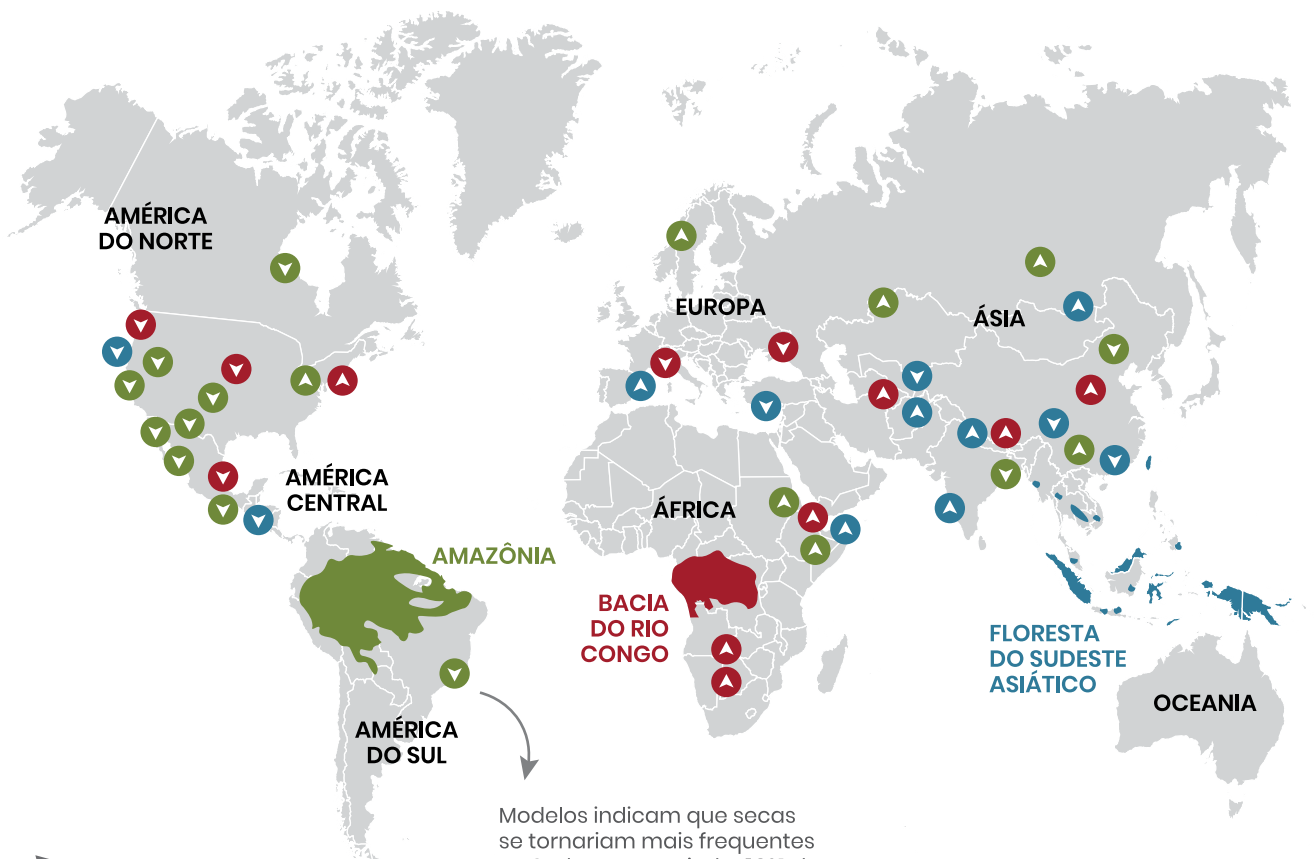 AMÉRICA
DO NORTE
EUROPA
ÁSIA
AMÉRICA
CENTRAL
ÁFRICA
AMAZÔNIA
BACIA
DO RIO
CONGO
FLORESTA
DO SUDESTE
ASIÁTICO
OCEANIA
AMÉRICA
DO SUL
Modelos indicam que secas
se tornariam mais frequentes